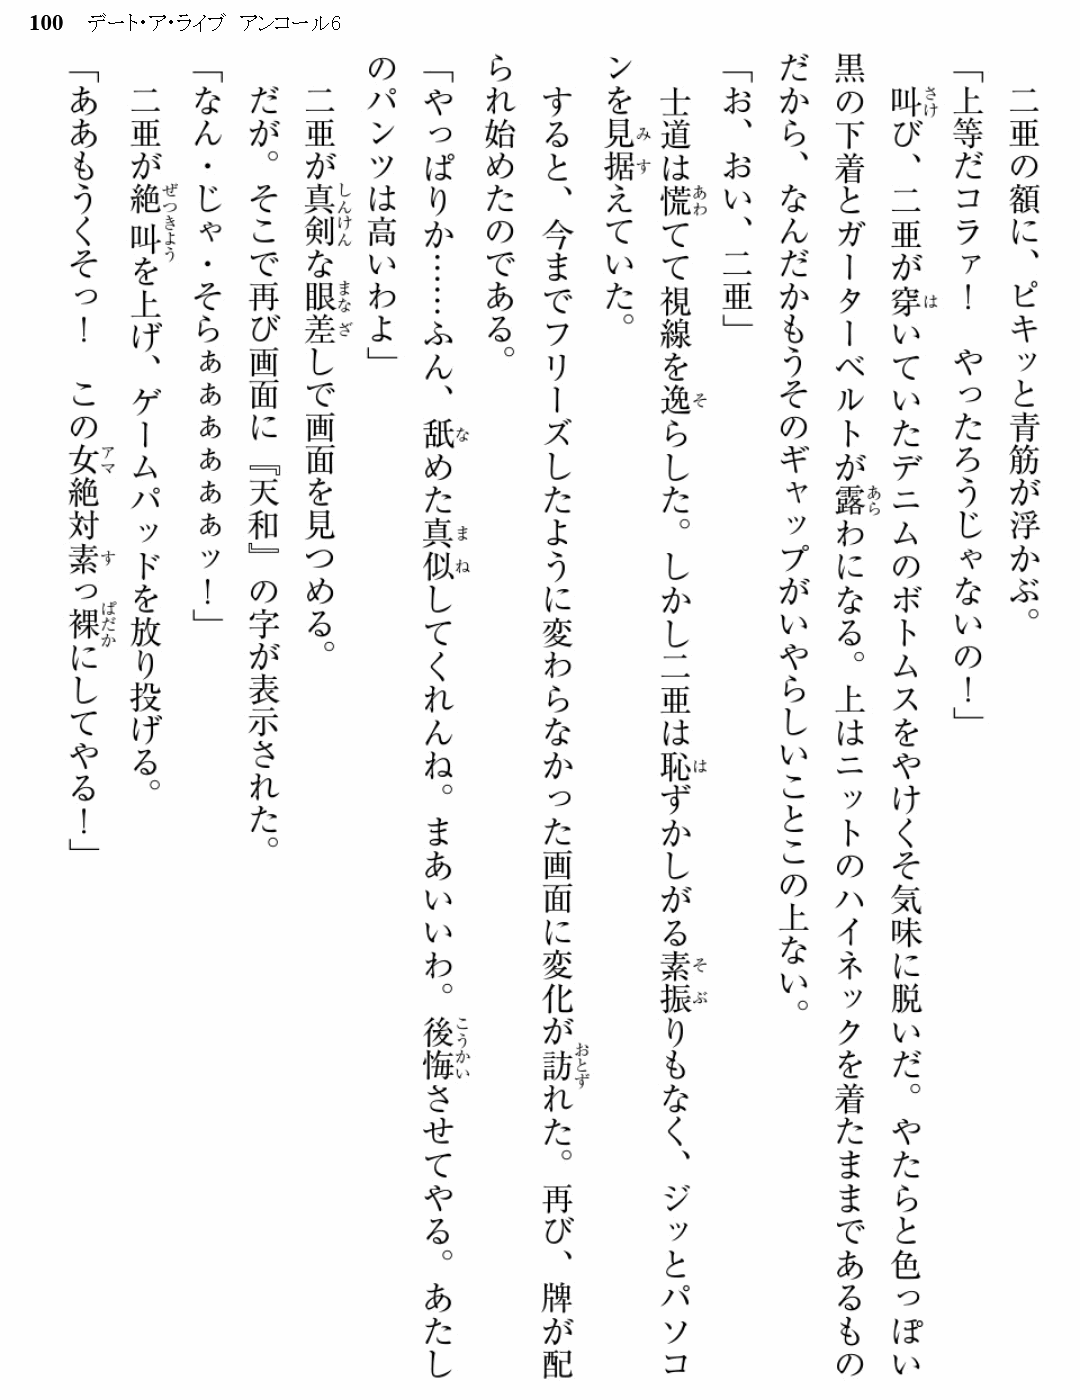 100 デート・ア・ライブ アンコール6
二亜の額に、ピキッと青筋が浮かぶ。
「上等だコラァ！　やったろうじゃないの！」
叫び、二亜が穿いていたデニムのボトムスをやけくそ気味に脱いだ。やたらと色っぽい
黒の下着とガーターベルトが露わになる。上はニットのハイネックを着たままであるもの
だから、なんだかもうそのギャップがいやらしいことこの上ない。
「お、おい、二亜」
士道は慌てて視線を逸らした。しかし二亜は恥ずかしがる素振りもなく、ジッとパソコ
ンを見据えていた。
すると、今までフリーズしたように変わらなかった画面に変化が訪れた。再び、牌が配
られ始めたのである。
「やっぱりか……ふん、舐めた真似してくれんね。まあいいわ。後悔させてやる。あたし
のパンツは高いわよ」
二亜が真剣な眼差しで画面を見つめる。
だが。そこで再び画面に『天和』の字が表示された。
「なん・じゃ・そらぁぁぁぁぁぁッ！」
二亜が絶叫を上げ、ゲームパッドを放り投げる。
「ああもうくそっ！　この女絶対素っ裸にしてやる！」